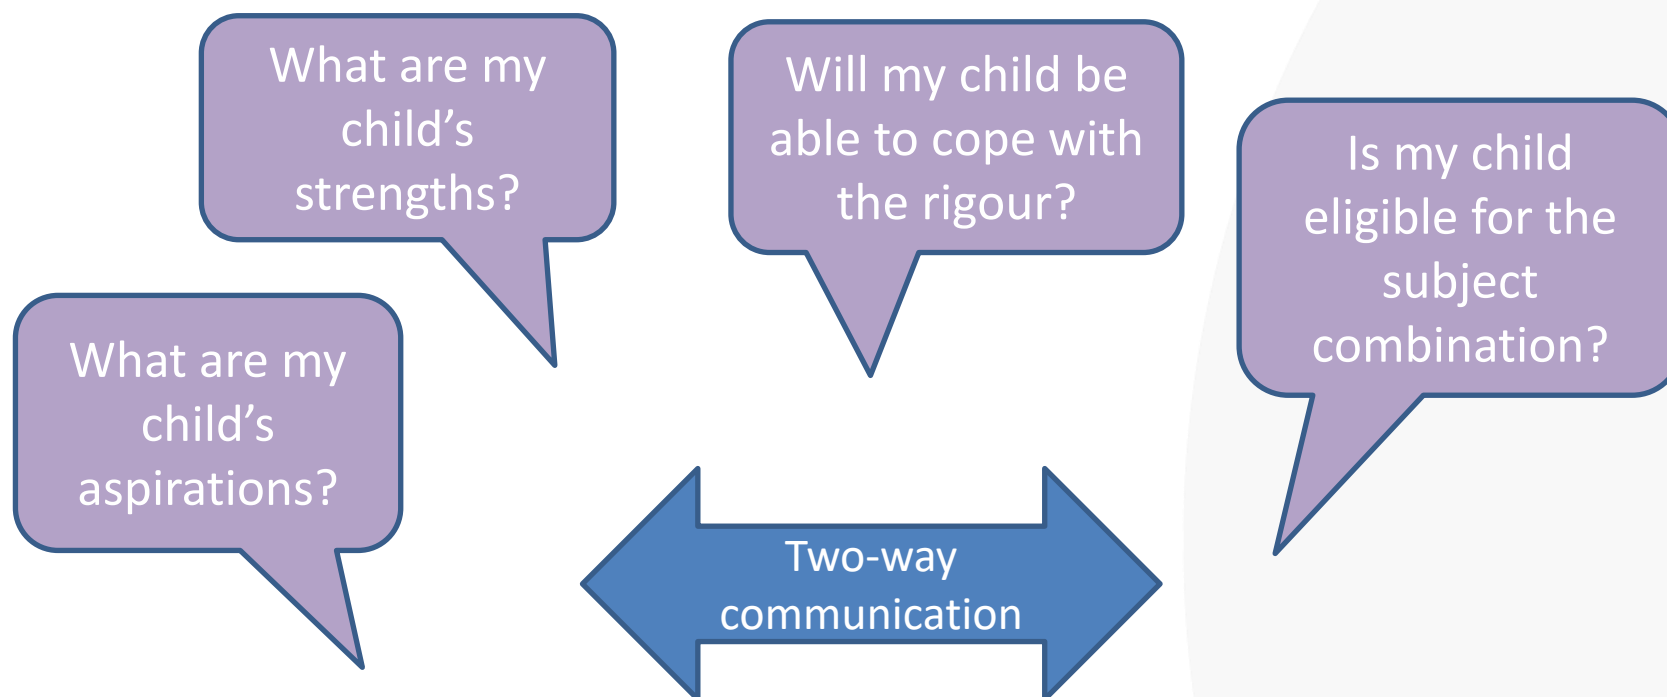 What are my
child’s
strengths?
Will my child be
able to cope with
the rigour?
Is my child
eligible for the
subject
combination?
What are my
child’s
aspirations?
Two-way
communication